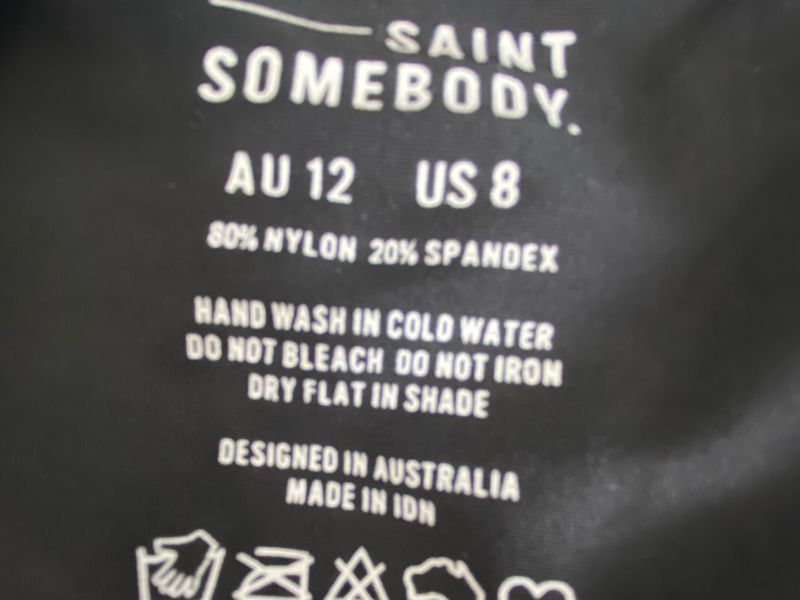 SAINT
SOMEBODY.
AU 12 US 8
80% NYLON 20% SPANDEX
HAND WASH IN COLD WATER
DO NOT BLEACH DO NOT IRON
DRY FLAT IN SHADE
DESIGNED IN AUSTRALIA
MADE IN IDN